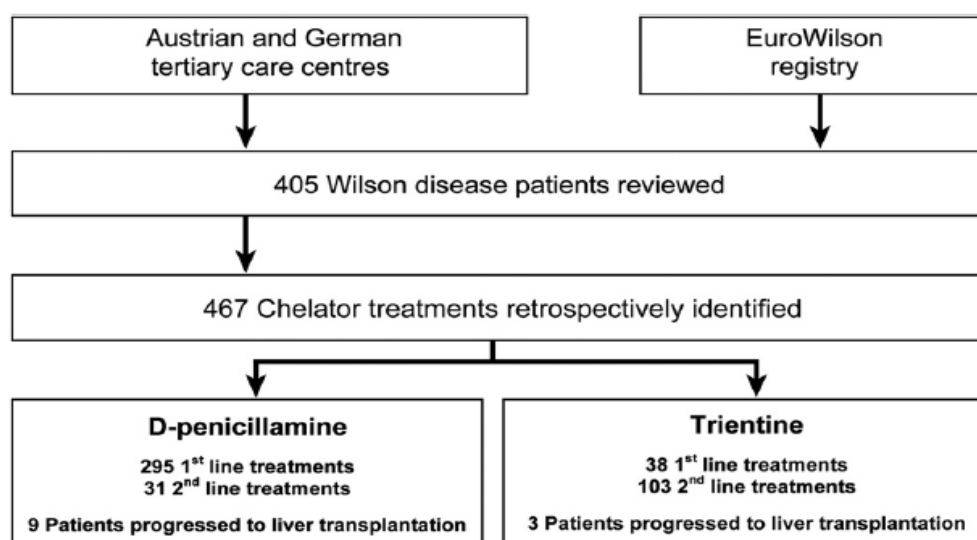 Austrian and German
tertiary care centres
EuroWilson
registry
405 Wilson disease patients reviewed
467 Chelator treatments retrospectively identified
D-penicillamine
295 1st line treatments
31 2nd line treatments
9 Patients progressed to liver transplantation
Trientine
38 1st line treatments
103 2nd line treatments
3 Patients progressed to liver transplantation